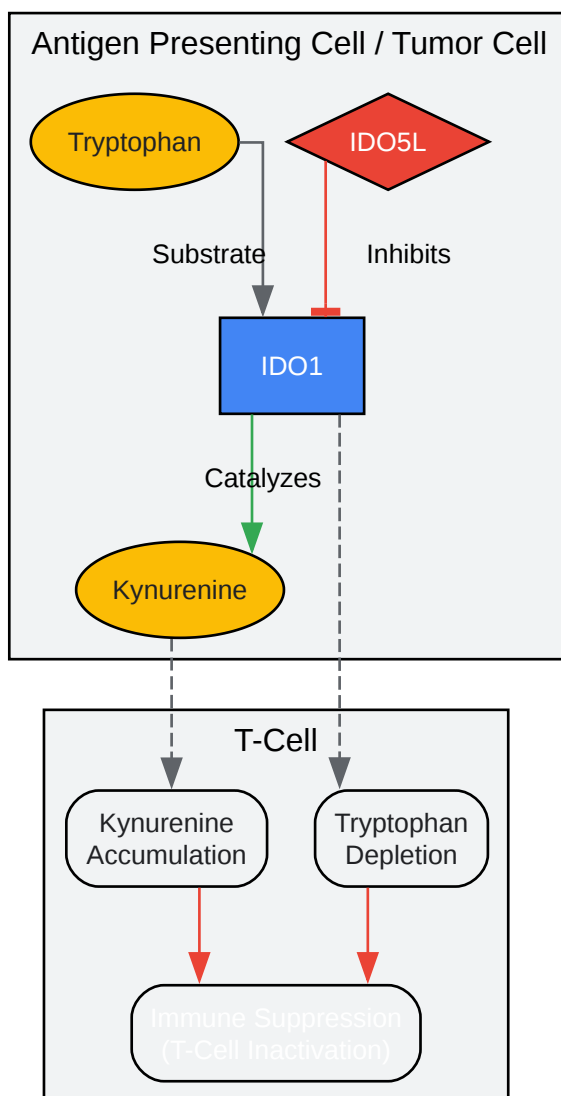 Antigen Presenting Cell / Tumor Cell
Tryptophan
IDO5L
Substrate
Inhibits
IDO1
Catalyzes
Kynurenine
T-Cell
Kynurenine
Accumulation
Tryptophan
Depletion
Immune Suppression
(T-Cell Inactivation)